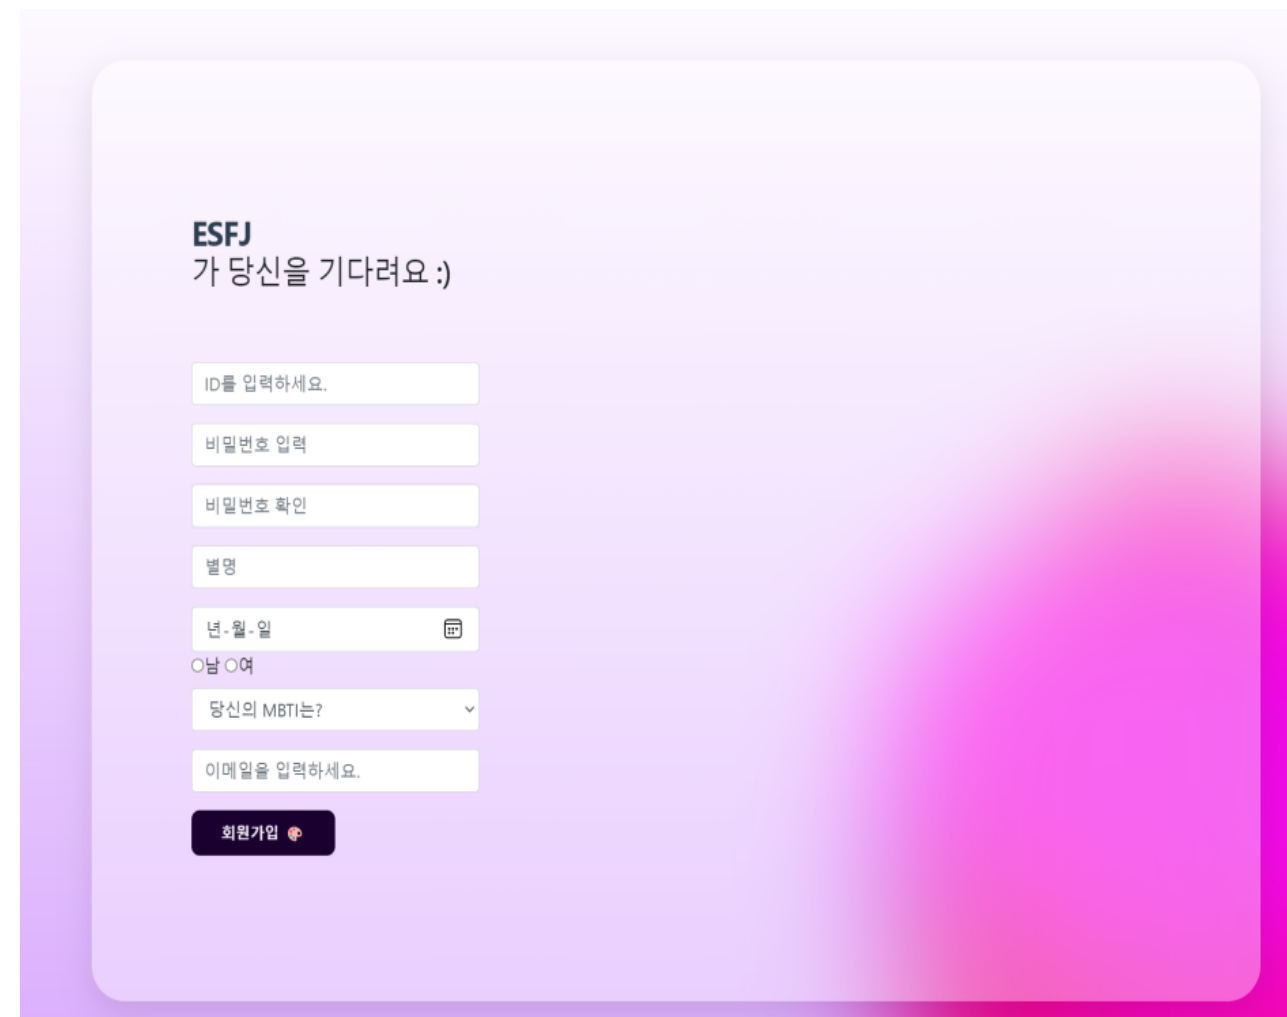 ESFJ
가 당신을 기다려요 :)
ID를 입력하세요.
비밀번호 입력
비밀번호 확인
별명
년-월-일
남 여
당신의 MBTI는?
이메일을 입력하세요.
회원가입 🎨